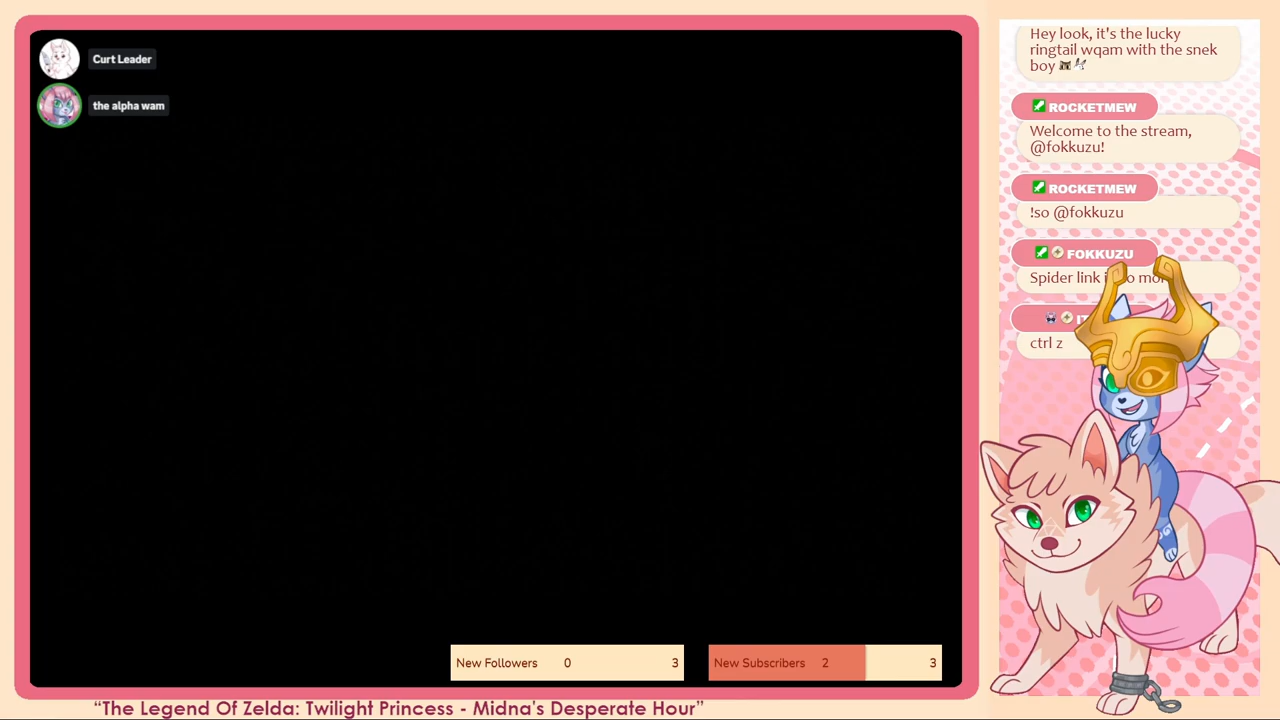 Curt Leader
the alpha wam
Hey look, it's the lucky
ringtail wqam with the snek
boy
ROCKETMEW
Welcome to the stream,
@fokkuzu!
ROCKETMEW
!so @fokkuzu
FOKKUZU
Spider link
ctrl z
New Followers 0 3
New Subscribers 2 3
“The Legend Of Zelda: Twilight Princess - Midna's Desperate Hour”